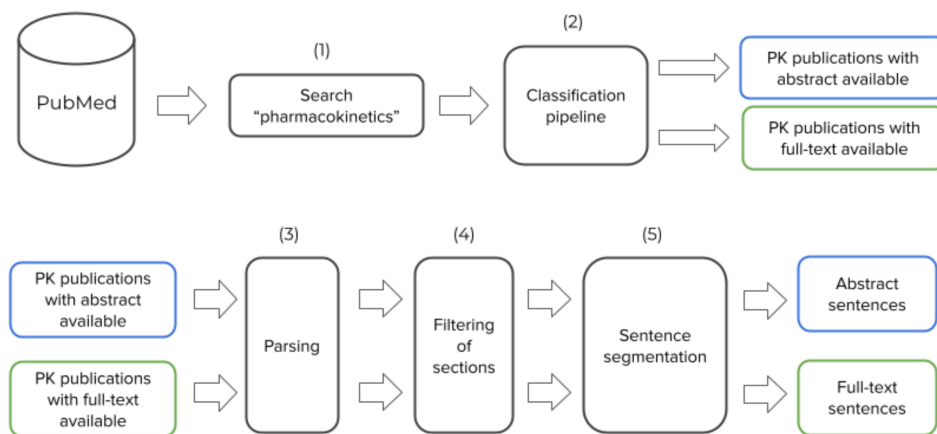 (1)
(2)
PubMed
Search
"pharmacokinetics"
Classification
pipeline
PK publications with
abstract available
PK publications with
full-text available
(3)
(4)
(5)
PK publications
with abstract
available
PK publications
with full-text
available
Parsing
Filtering
of
sections
Sentence
segmentation
Abstract
sentences
Full-text
sentences